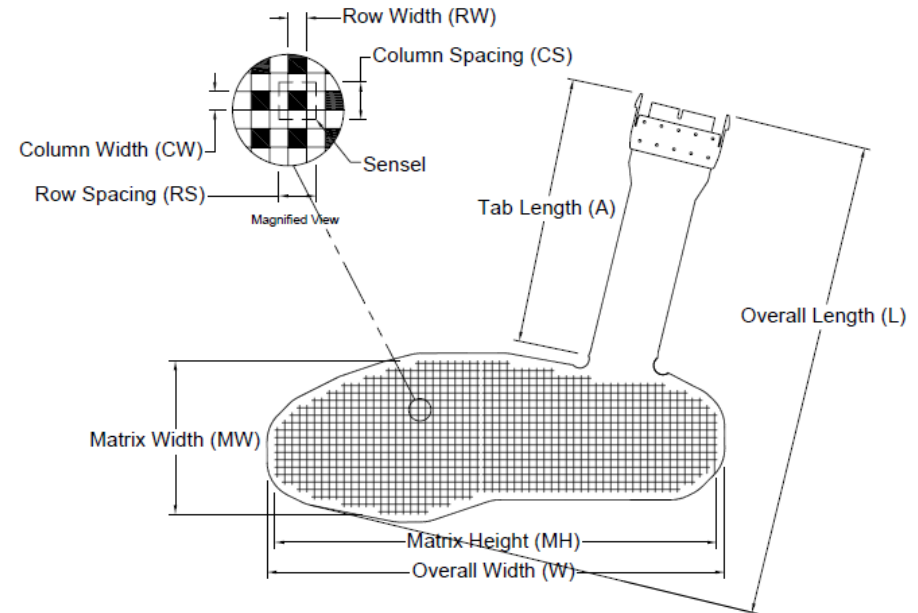 Row Width (RW)
Column Spacing (CS)
Column Width (CW)
Sensel
Row Spacing (RS)
Magnified View
Tab Length (A)
Overall Length (L)
Matrix Width (MW)
Matrix Height (MH)
Overall Width (W)